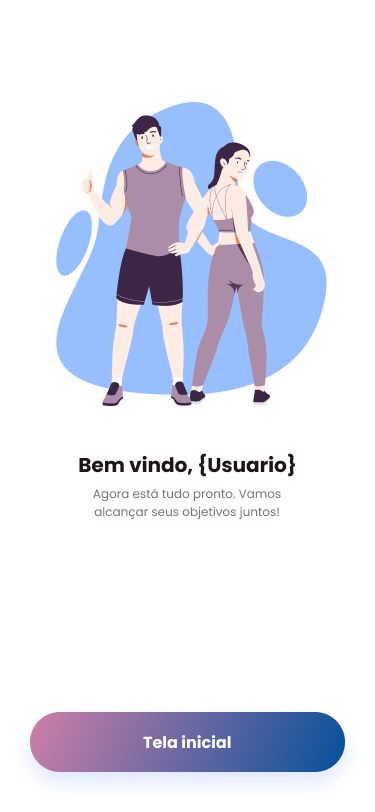 Bem vindo, {Usuario}
Agora está tudo pronto. Vamos
alcançar seus objetivos juntos!
Tela inicial